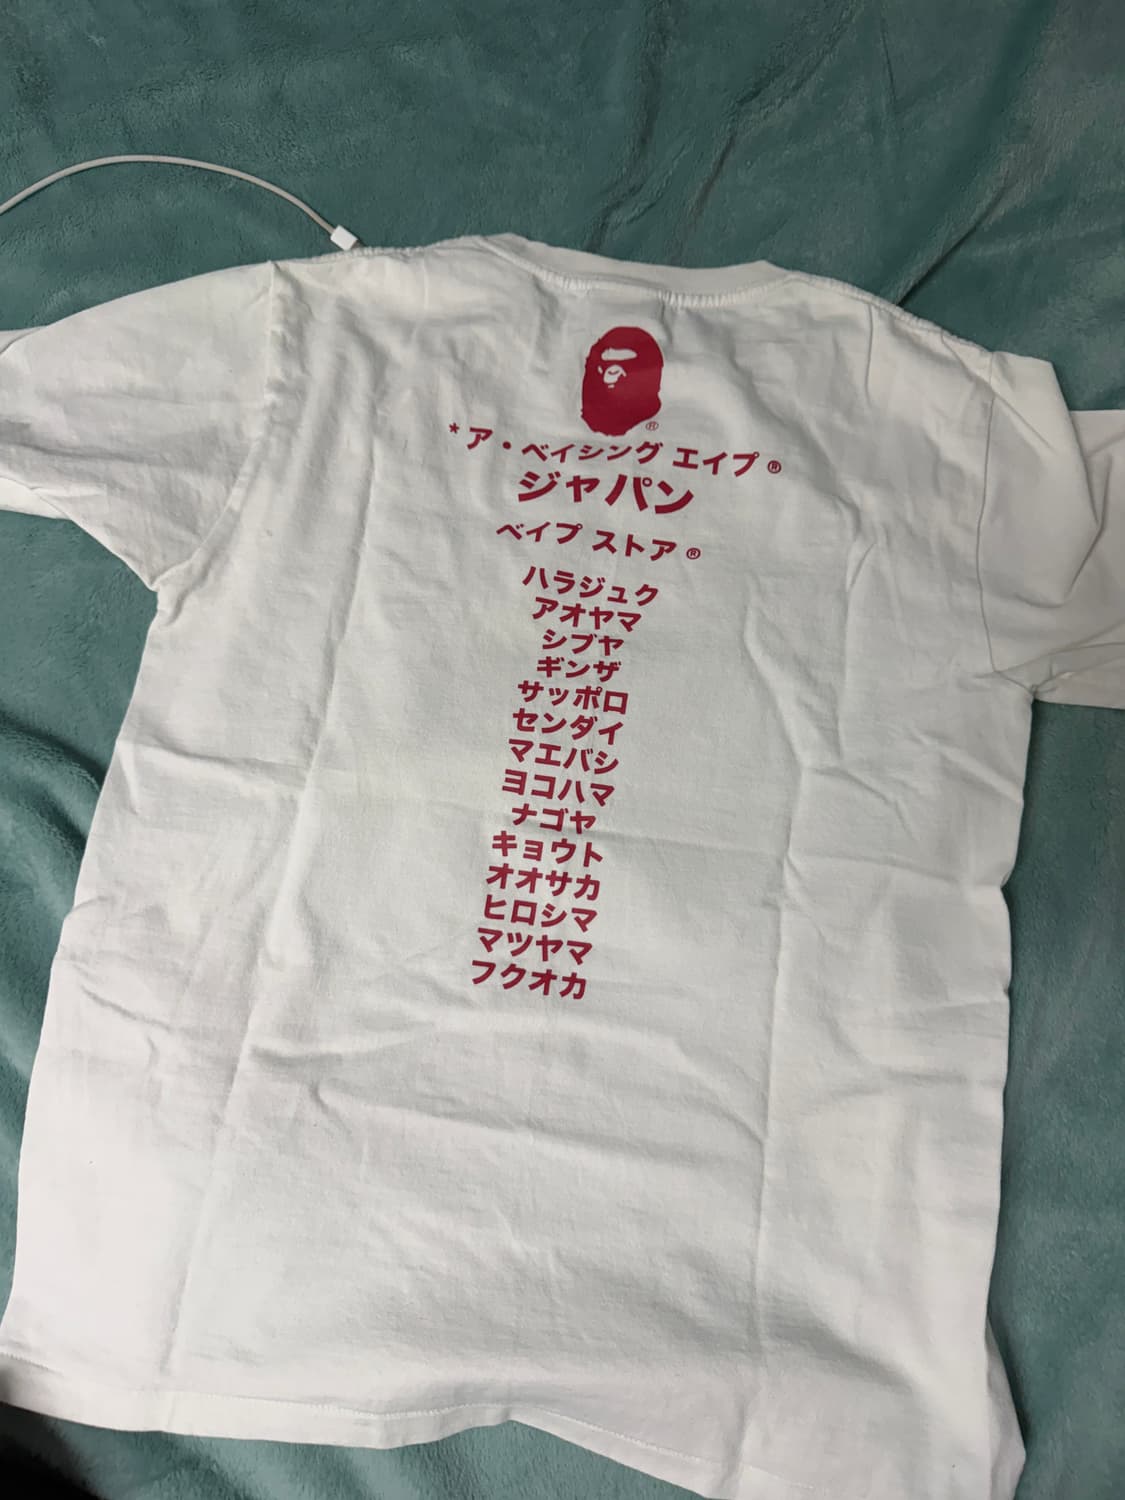 ®
*ア・ベイシング エイプ®
ジャパン
ベイプ ストア®
ハラジュク
アオヤマ
シブヤ
ギンザ
サッポロ
センダイ
マエバシ
ヨコハマ
ナゴヤ
キョウト
オオサカ
ヒロシマ
マツヤマ
フクオカ